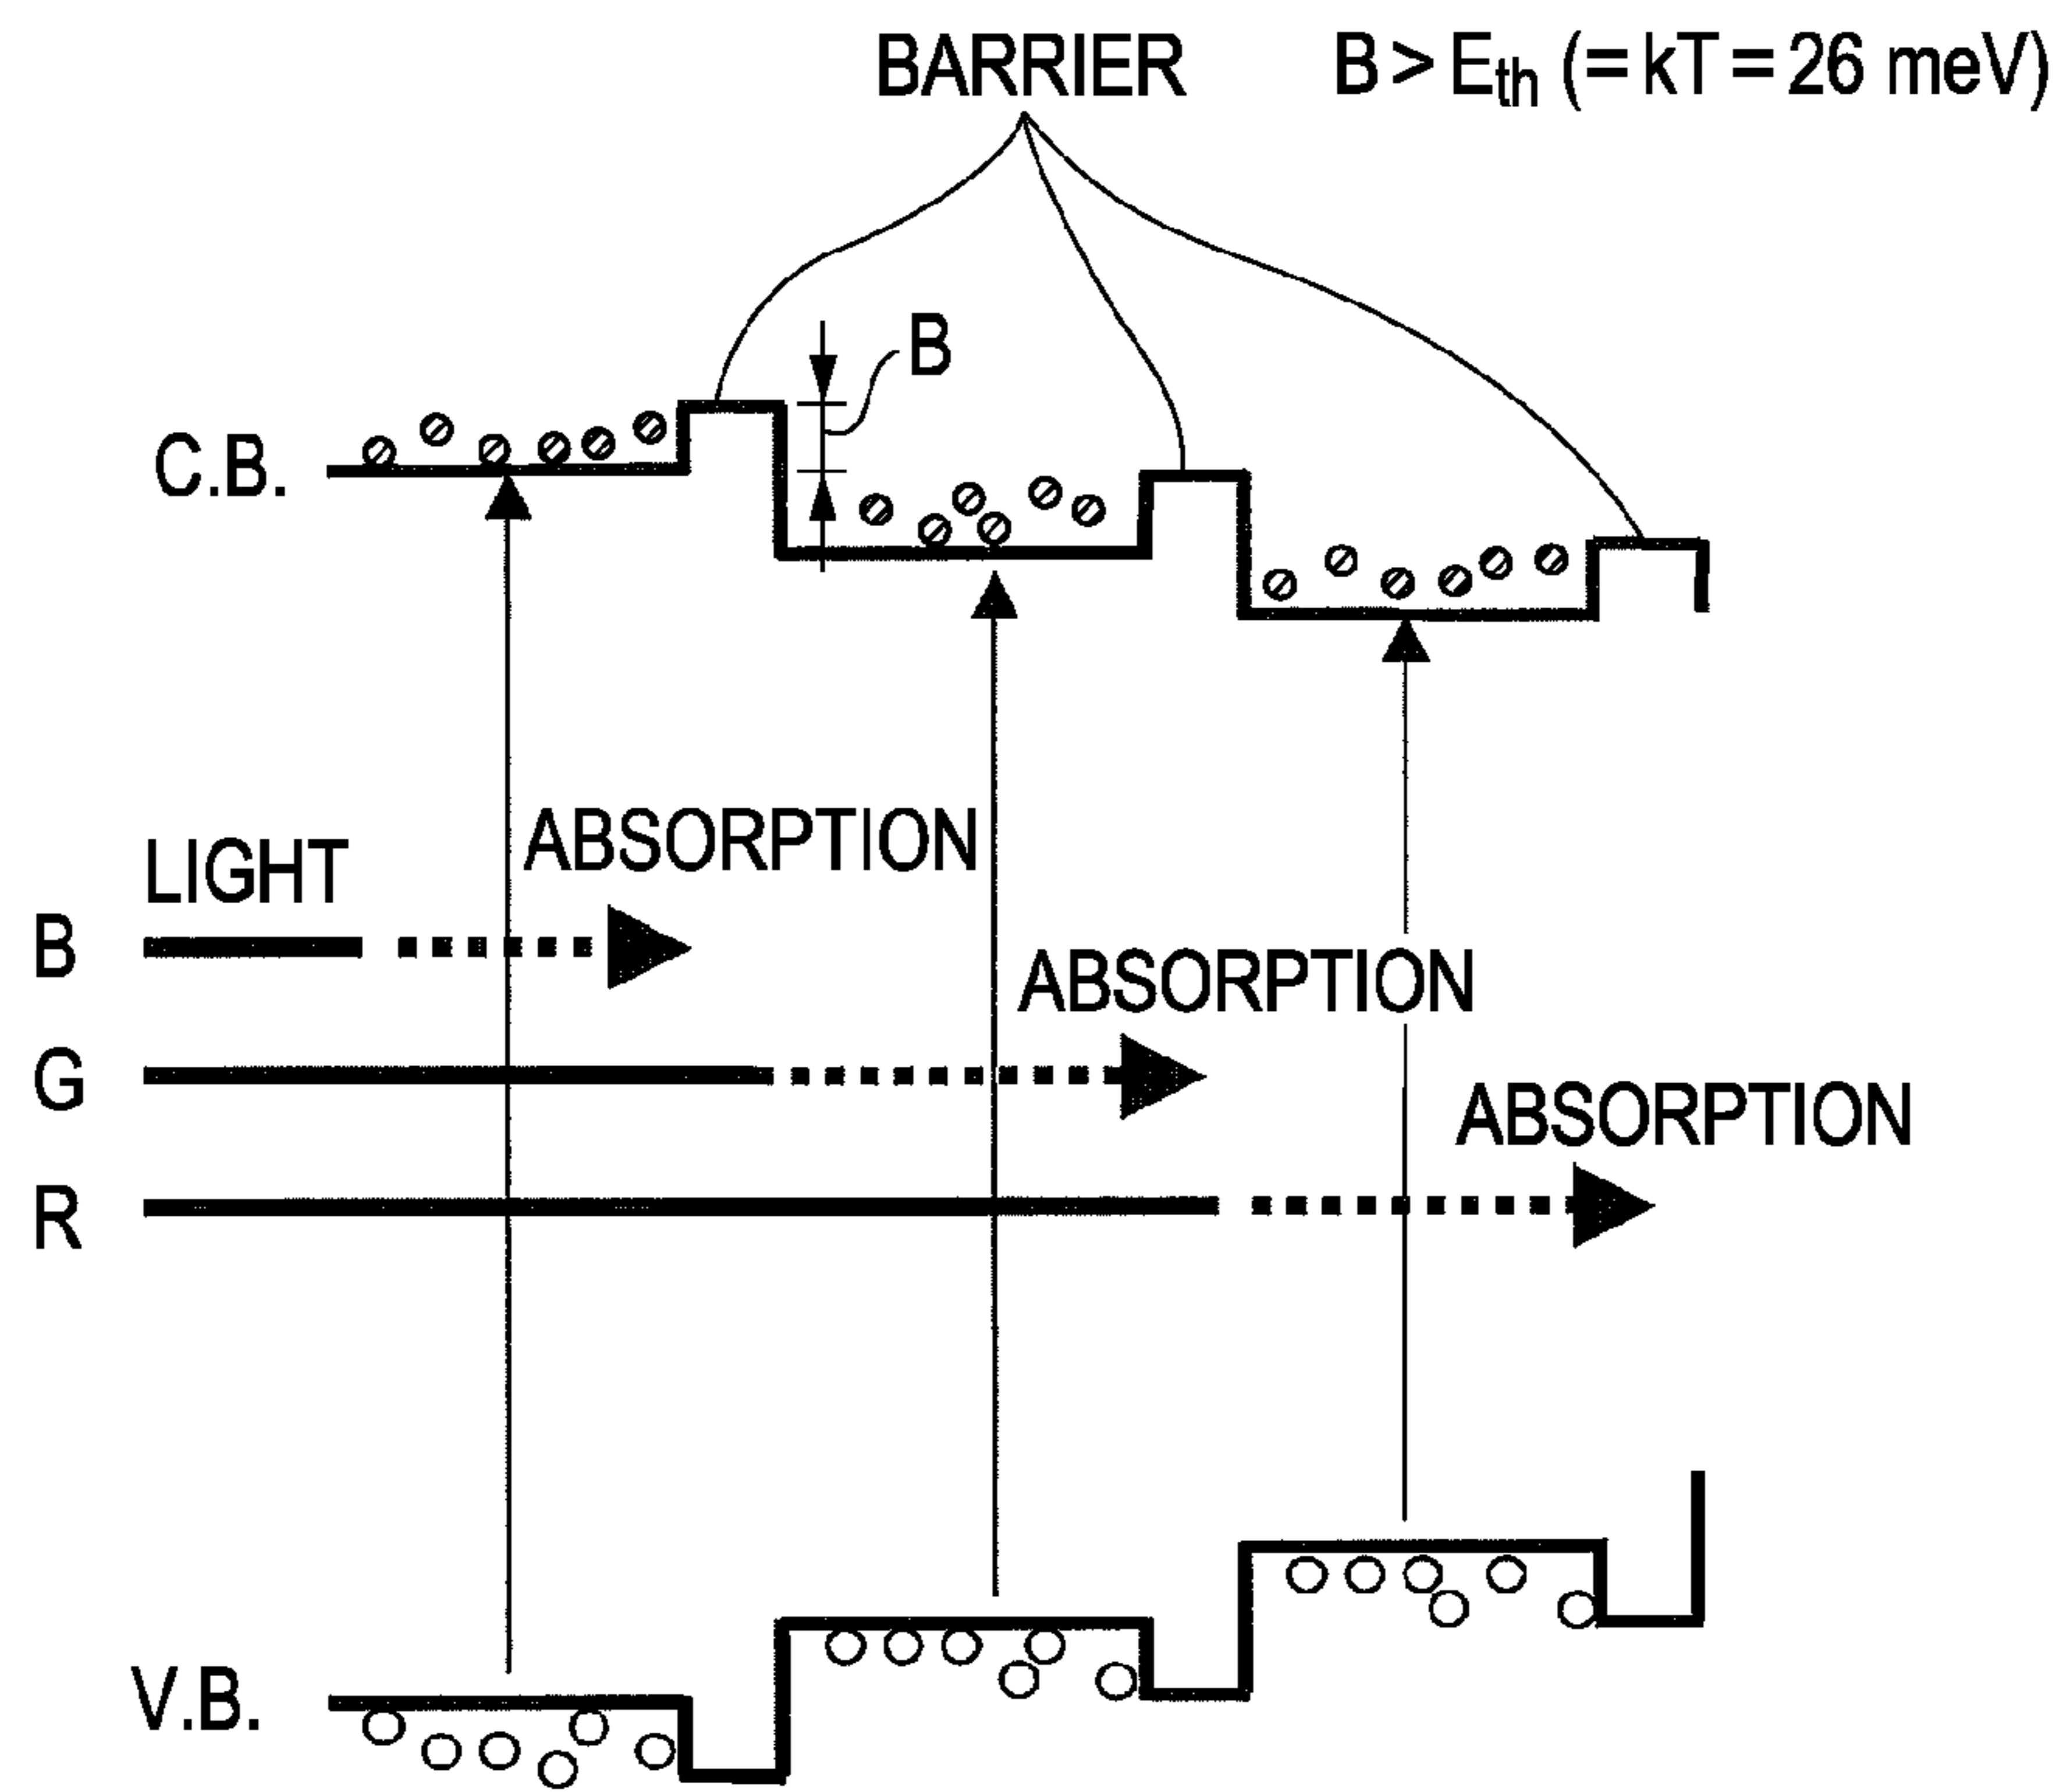 BARRIER
B > Eth (= kT = 26 meV)
B
C.B.
ABSORPTION
LIGHT
B
ABSORPTION
G
ABSORPTION
R
V.B.